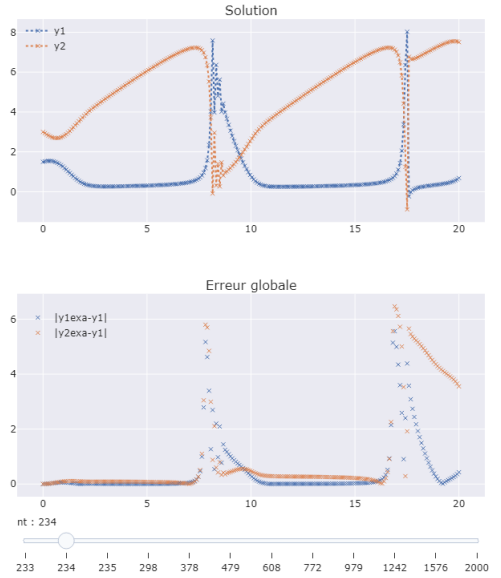 Solution
8
6
4
2
0
y1
y2
0 5 10 15 20
Erreur globale
6
4
2
0
|y1exa-y1|
|y2exa-y1|
0 5 10 15 20
nt : 234
233 234 235 298 378 479 608 772 979 1242 1576 2000